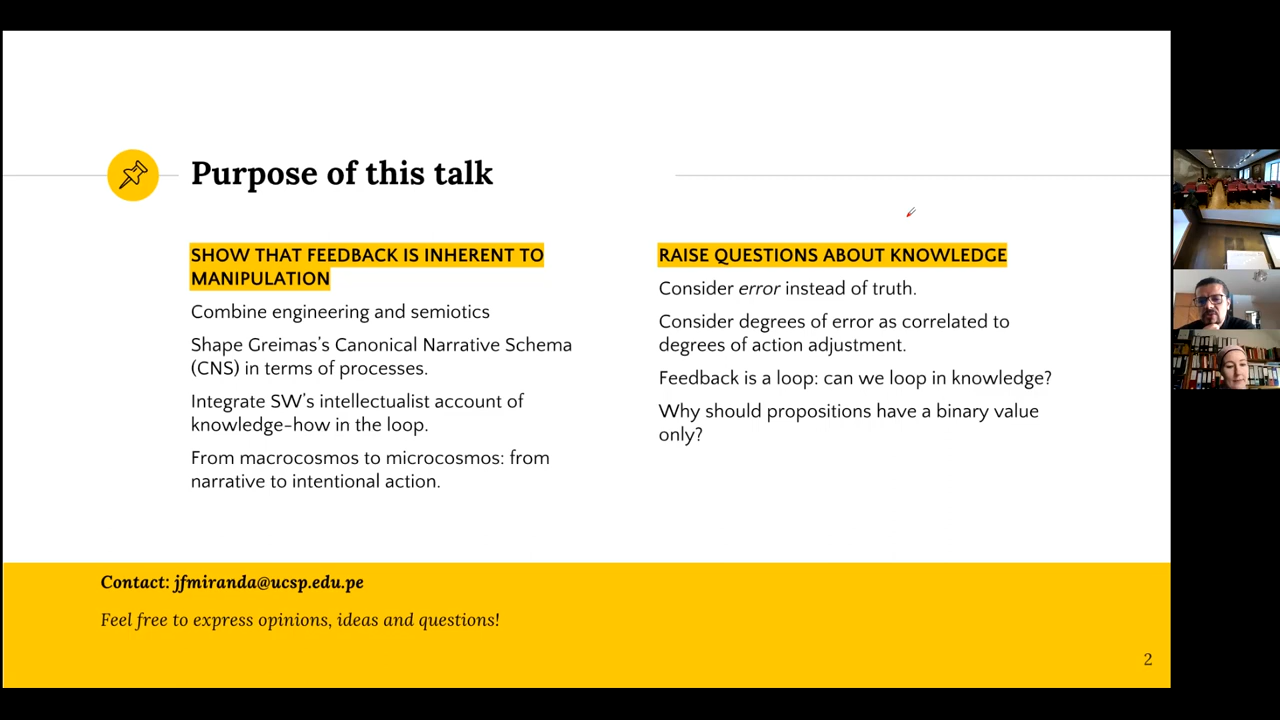 Purpose of this talk
SHOW THAT FEEDBACK IS INHERENT TO
MANIPULATION
Combine engineering and semiotics
Shape Greimas's Canonical Narrative Schema
(CNS) in terms of processes.
Integrate SW's intellectualist account of
knowledge-how in the loop.
From macrocosmos to microcosmos: from
narrative to intentional action.
RAISE QUESTIONS ABOUT KNOWLEDGE
Consider error instead of truth.
Consider degrees of error as correlated to
degrees of action adjustment.
Feedback is a loop: can we loop in knowledge?
Why should propositions have a binary value
only?
Contact: jfmiranda@ucsp.edu.pe
Feel free to express opinions, ideas and questions!
2